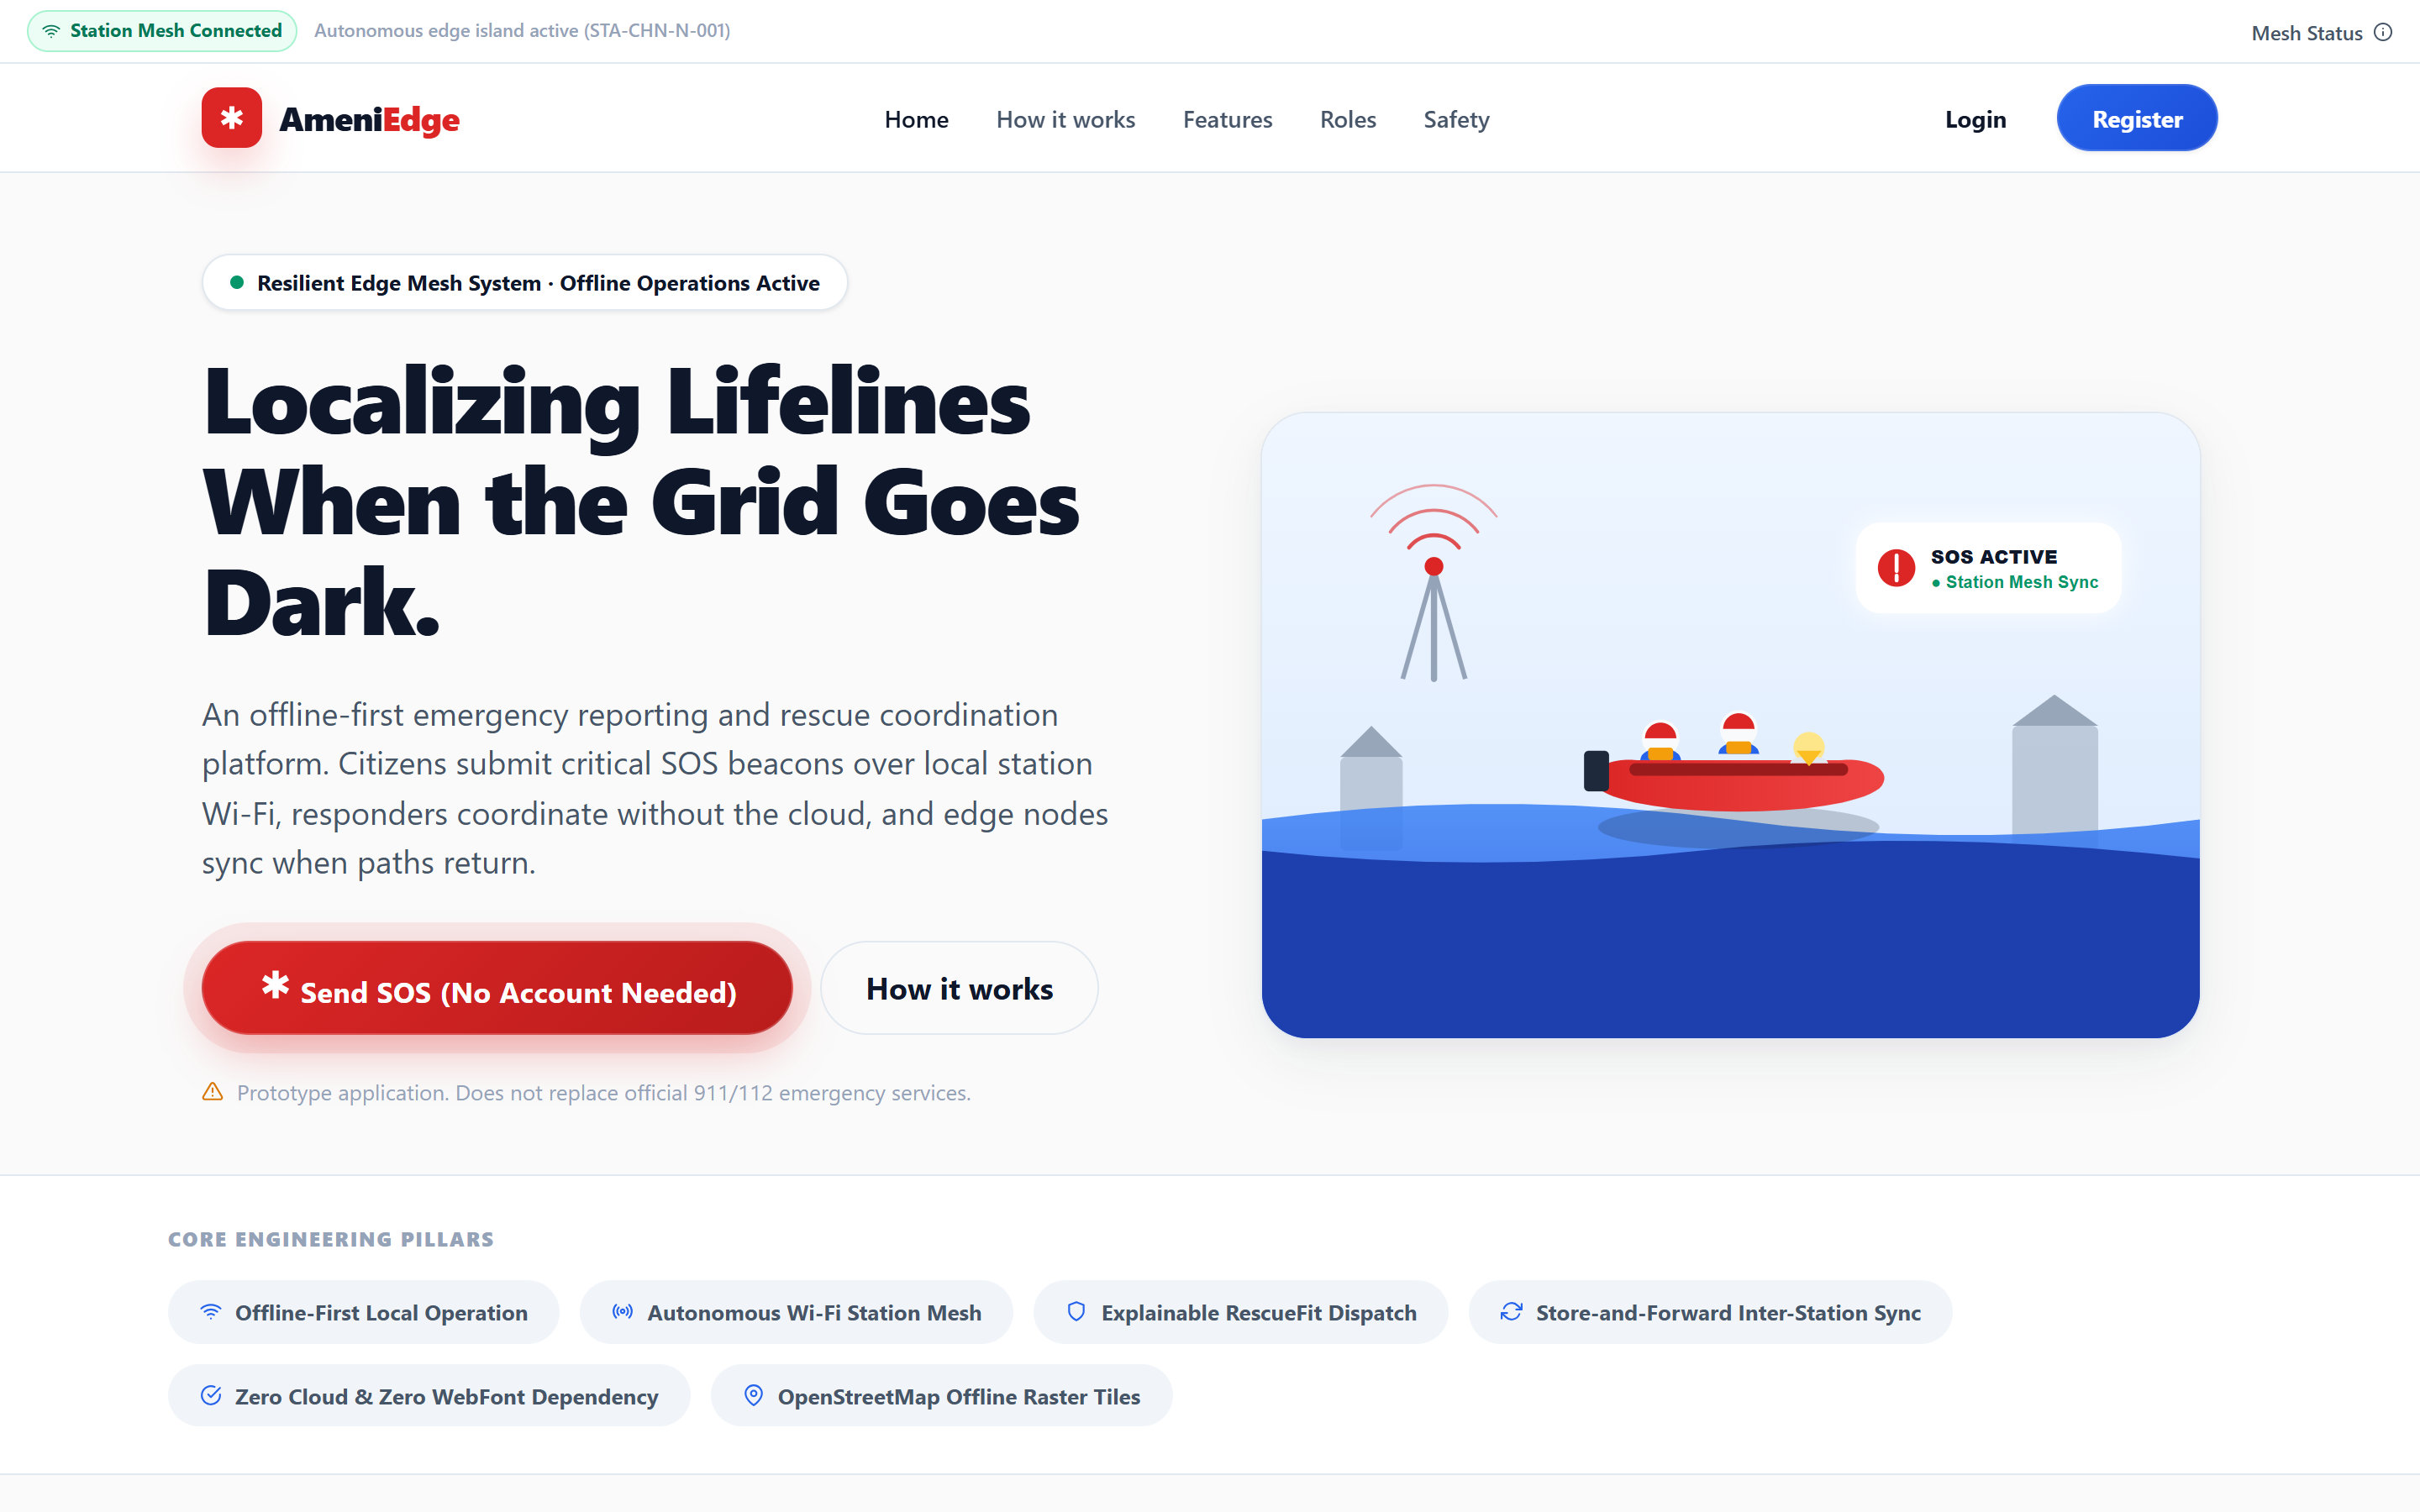 Station Mesh Connected
Autonomous edge island active (STA-CHN-N-001)
Mesh Status
AmeniEdge
Home
How it works
Features
Roles
Safety
Login
Register
Resilient Edge Mesh System · Offline Operations Active
Localizing Lifelines
When the Grid Goes
Dark.
An offline-first emergency reporting and rescue coordination
platform. Citizens submit critical SOS beacons over local station
Wi-Fi, responders coordinate without the cloud, and edge nodes
sync when paths return.
Send SOS (No Account Needed)
How it works
Prototype application. Does not replace official 911/112 emergency services.
SOS ACTIVE
● Station Mesh Sync
CORE ENGINEERING PILLARS
Offline-First Local Operation
Autonomous Wi-Fi Station Mesh
Explainable RescueFit Dispatch
Store-and-Forward Inter-Station Sync
Zero Cloud & Zero WebFont Dependency
OpenStreetMap Offline Raster Tiles